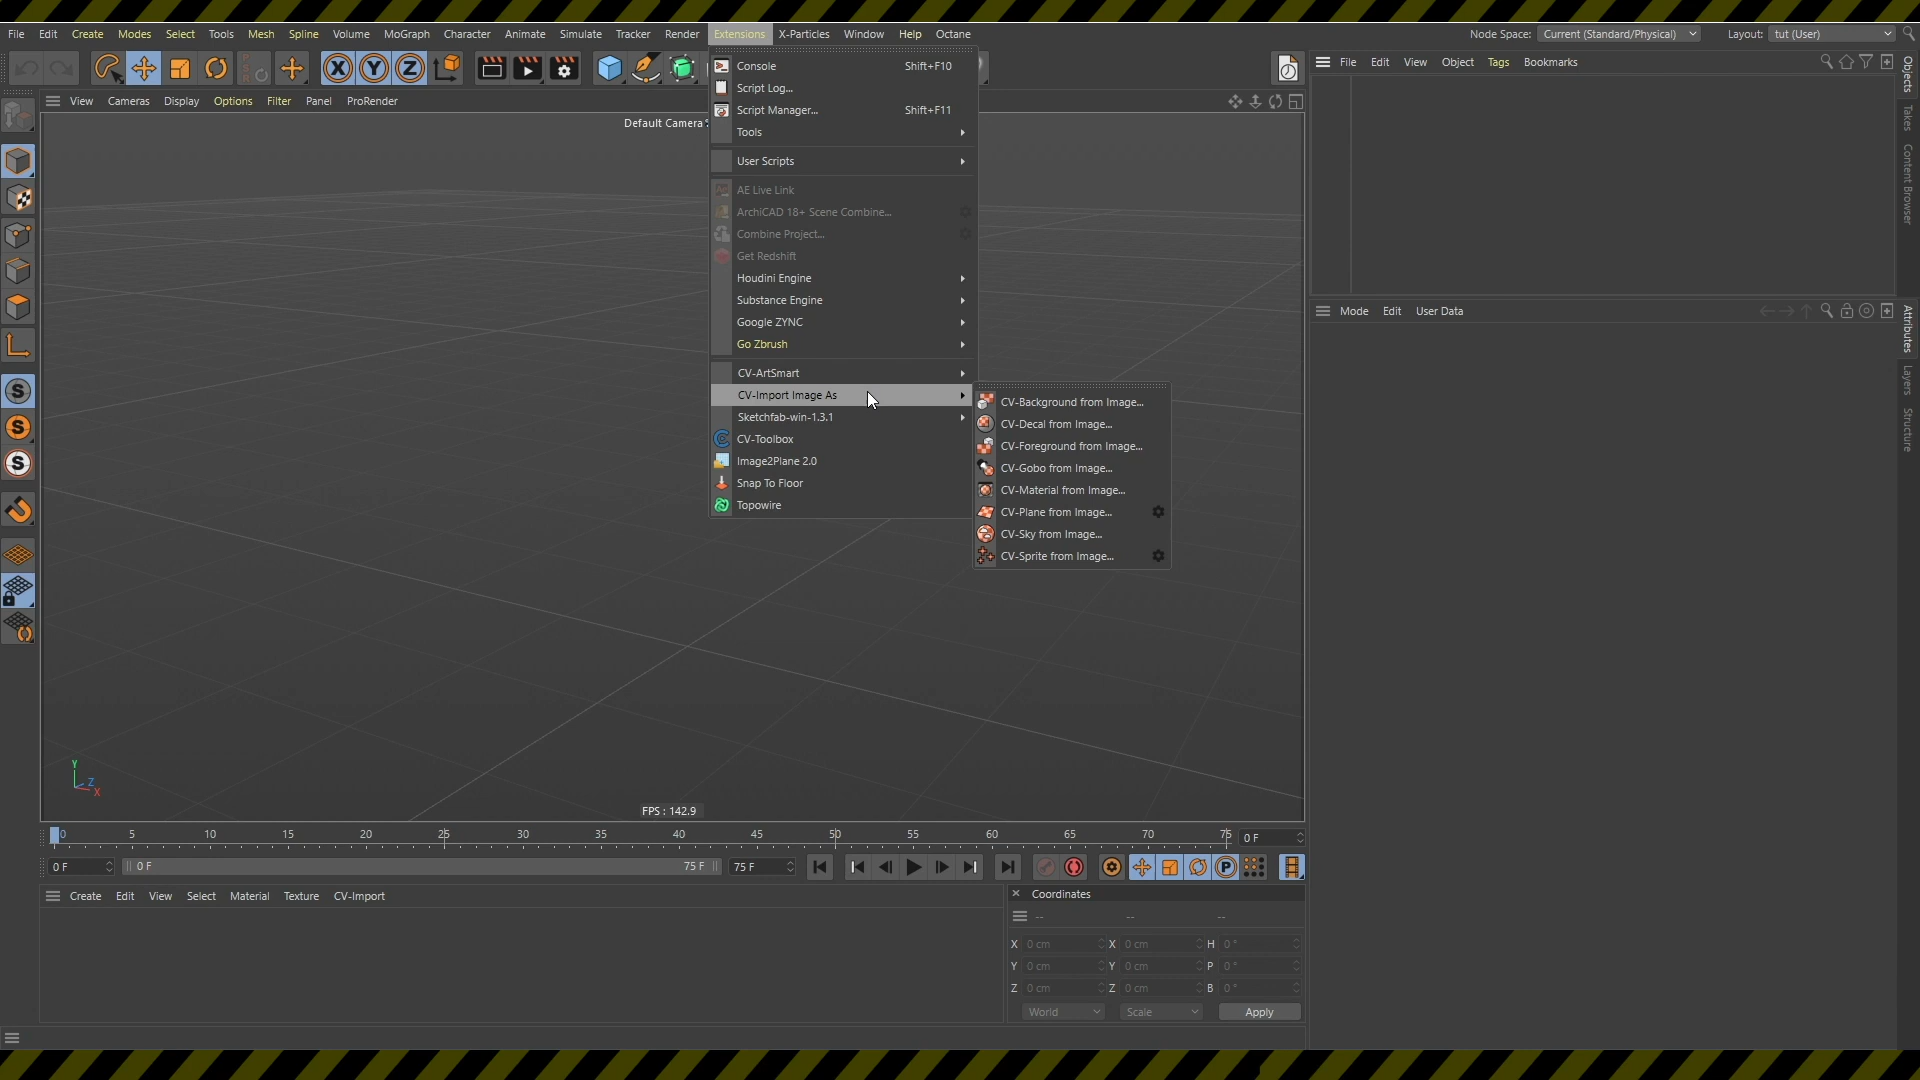 File Edit Create Modes Select Tools Mesh Spline Volume MoGraph Character Animate Simulate Tracker Render Extensions X-Particles Window Help Octane Node Space: Current (Standard/Physical) Layout: tut (User)
File Edit View Object Tags Bookmarks
View Cameras Display Options Filter Panel ProRender
Default Camera
Console Shift+F10
Script Log...
Script Manager... Shift+F11
Tools
User Scripts
AE Live Link
ArchiCAD 18+ Scene Combine...
Combine Project...
Get Redshift
Houdini Engine
Substance Engine
Google ZYNC
Go Zbrush
CV-ArtSmart
CV-Import Image As
Sketchfab-win-1.3.1
CV-Toolbox
Image2Plane 2.0
Snap To Floor
Topowire
CV-Background from Image...
CV-Decal from Image...
CV-Foreground from Image...
CV-Gobo from Image...
CV-Material from Image...
CV-Plane from Image...
CV-Sky from Image...
CV-Sprite from Image...
Mode Edit User Data
Objects
Takes
Content Browser
Attributes
Layers
Structure
Y
Z
X
FPS : 142.9
0 5 10 15 20 25 30 35 40 45 50 55 60 65 70 75 0 F
0 F 0 F 75 F 75 F
Create Edit View Select Material Texture CV-Import
Coordinates
-- -- --
X 0 cm X 0 cm H 0 °
Y 0 cm Y 0 cm P 0 °
Z 0 cm Z 0 cm B 0 °
World Scale Apply